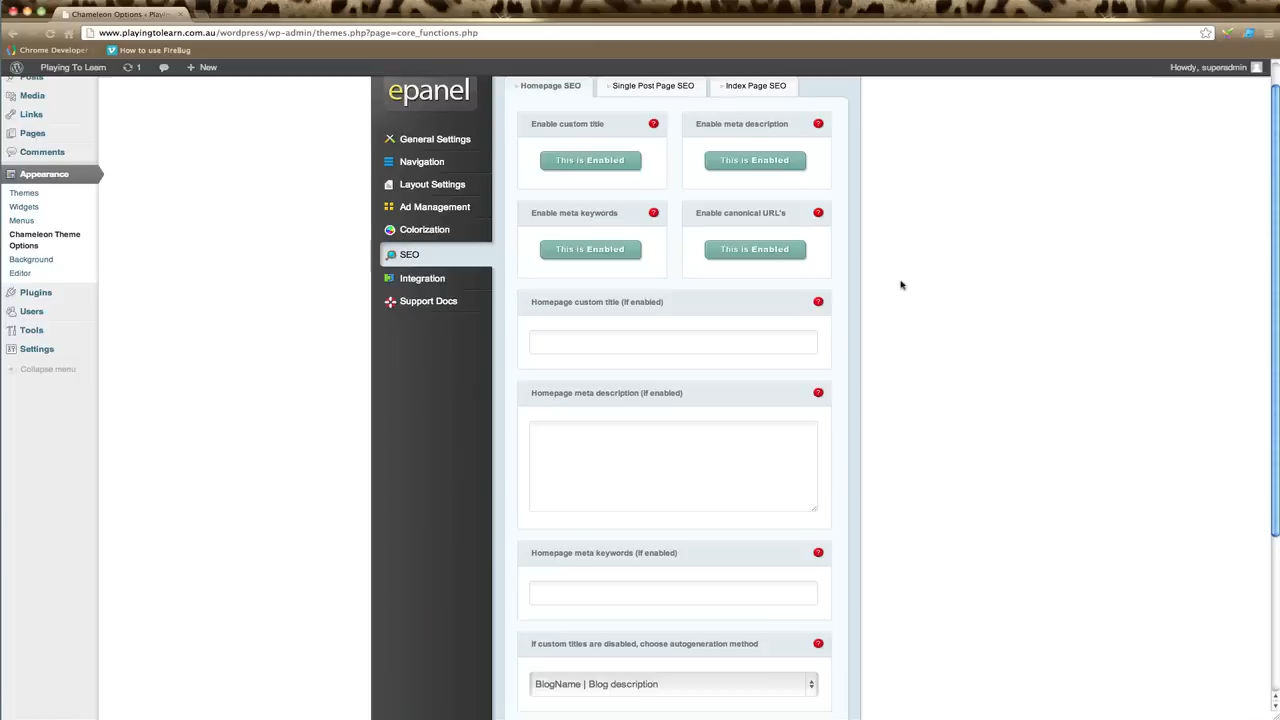 Chameleon Options ‹ Playin
www.playingtolearn.com.au/wordpress/wp-admin/themes.php?page=core_functions.php
Chrome Developer
How to use FireBug
Playing To Learn
1
+ New
Howdy, superadmin
Posts
Media
Links
Pages
Comments
Appearance
Themes
Widgets
Menus
Chameleon Theme
Options
Background
Editor
Plugins
Users
Tools
Settings
Collapse menu
epanel
General Settings
Navigation
Layout Settings
Ad Management
Colorization
SEO
Integration
Support Docs
Homepage SEO
Single Post Page SEO
Index Page SEO
Enable custom title ?
Enable meta description ?
This is Enabled
This is Enabled
Enable meta keywords ?
Enable canonical URL's ?
This is Enabled
This is Enabled
Homepage custom title (if enabled) ?
Homepage meta description (if enabled) ?
Homepage meta keywords (if enabled) ?
If custom titles are disabled, choose autogeneration method ?
BlogName | Blog description